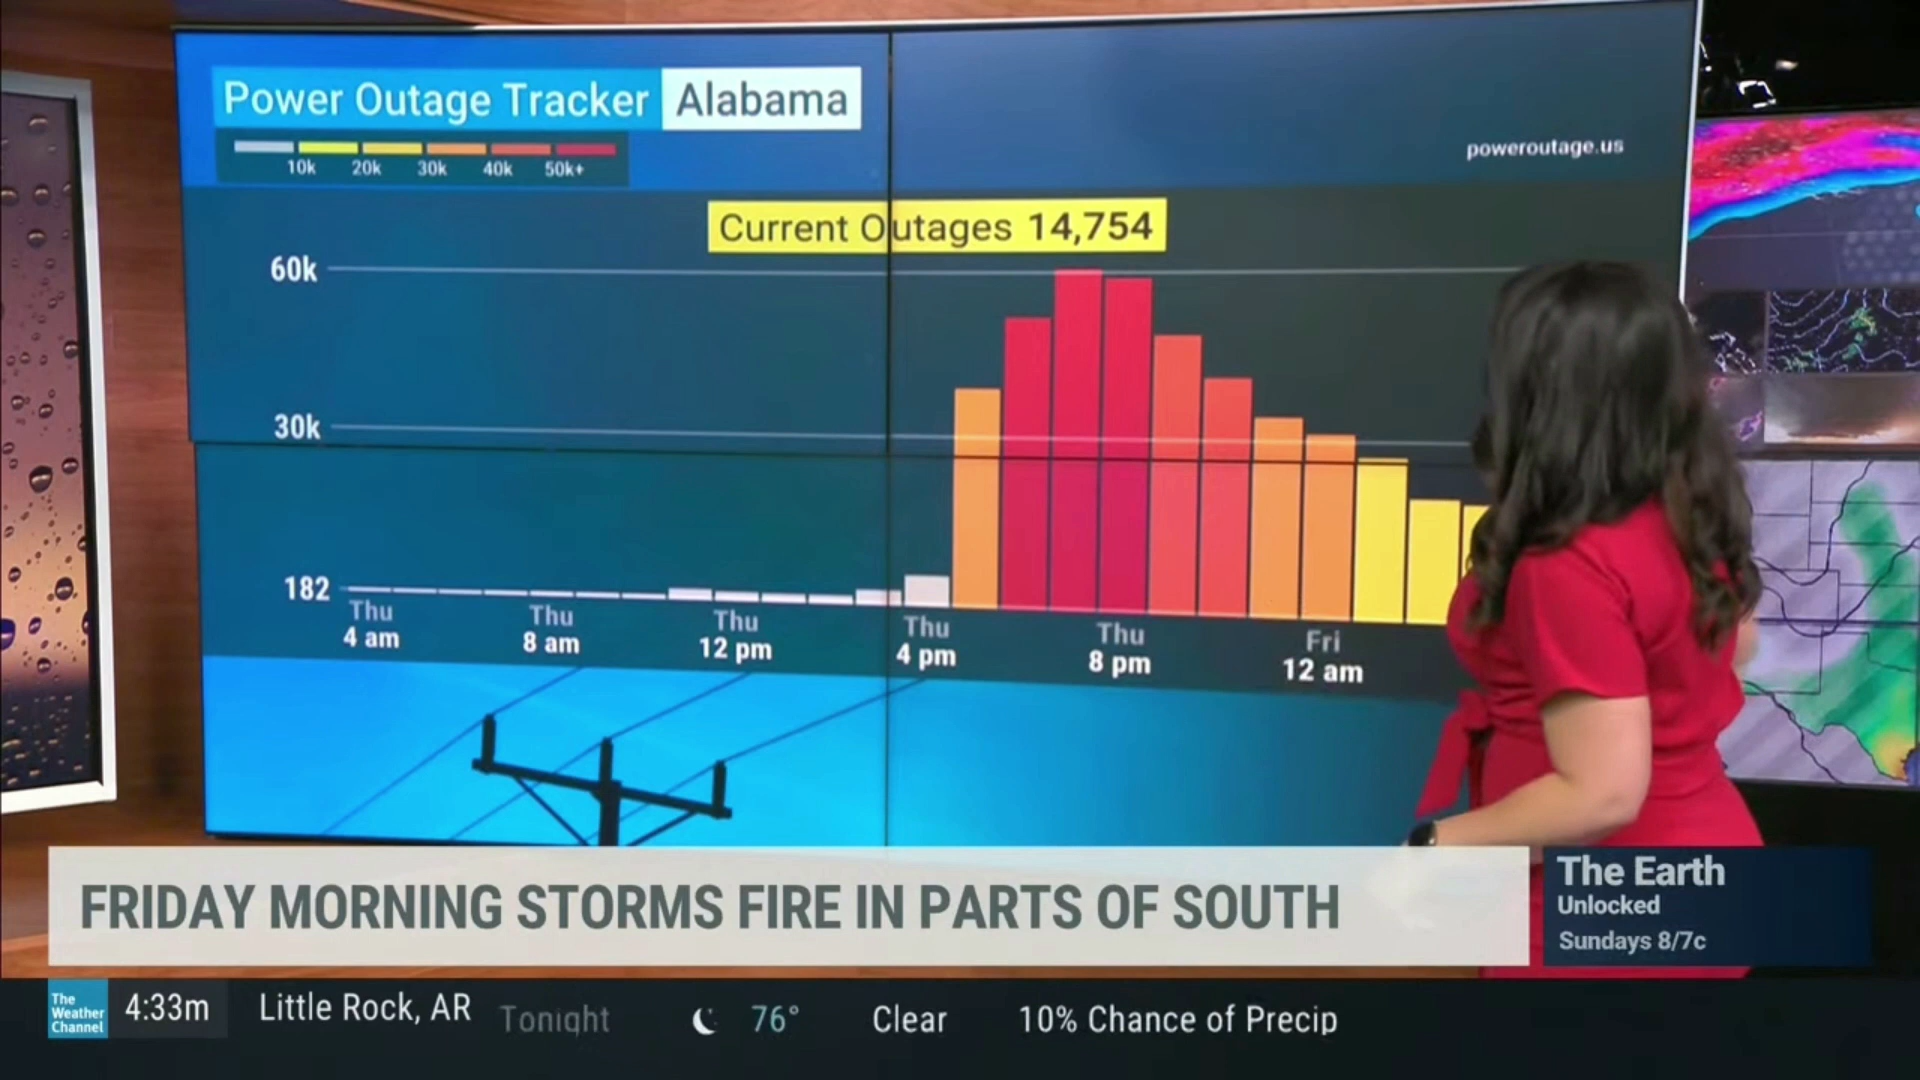 Power Outage Tracker Alabama
10k 20k 30k 40k 50k+
poweroutage.us
Current Outages 14,754
60k
30k
182
Thu Thu Thu Thu Thu Fri
4 am 8 am 12 pm 4 pm 8 pm 12 am
FRIDAY MORNING STORMS FIRE IN PARTS OF SOUTH
The Earth
Unlocked
Sundays 8/7c
The
Weather
Channel
4:33m Little Rock, AR Tonight 76° Clear 10% Chance of Precip